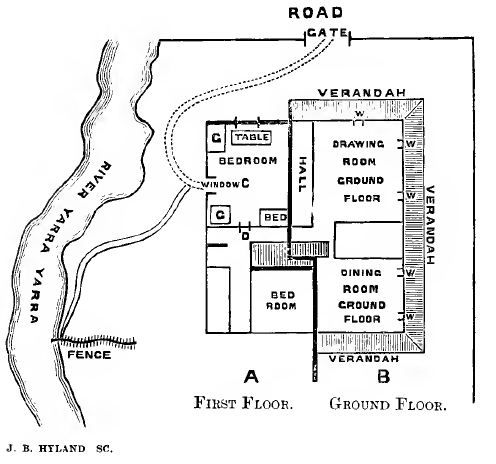 ROAD
GATE
VERANDAH
W
G
TABLE
DRAWING
W
BEDROOM
ROOM
HALL
GROUND
WINDOW C
W
FLOOR
RIVER YARRA YARRA
VERANDAH
G
BED
D
DINING
W
ROOM
BED
ROOM
GROUND
W
FLOOR
FENCE
VERANDAH
A
B
FIRST FLOOR.
GROUND FLOOR.
J. B. HYLAND SC.